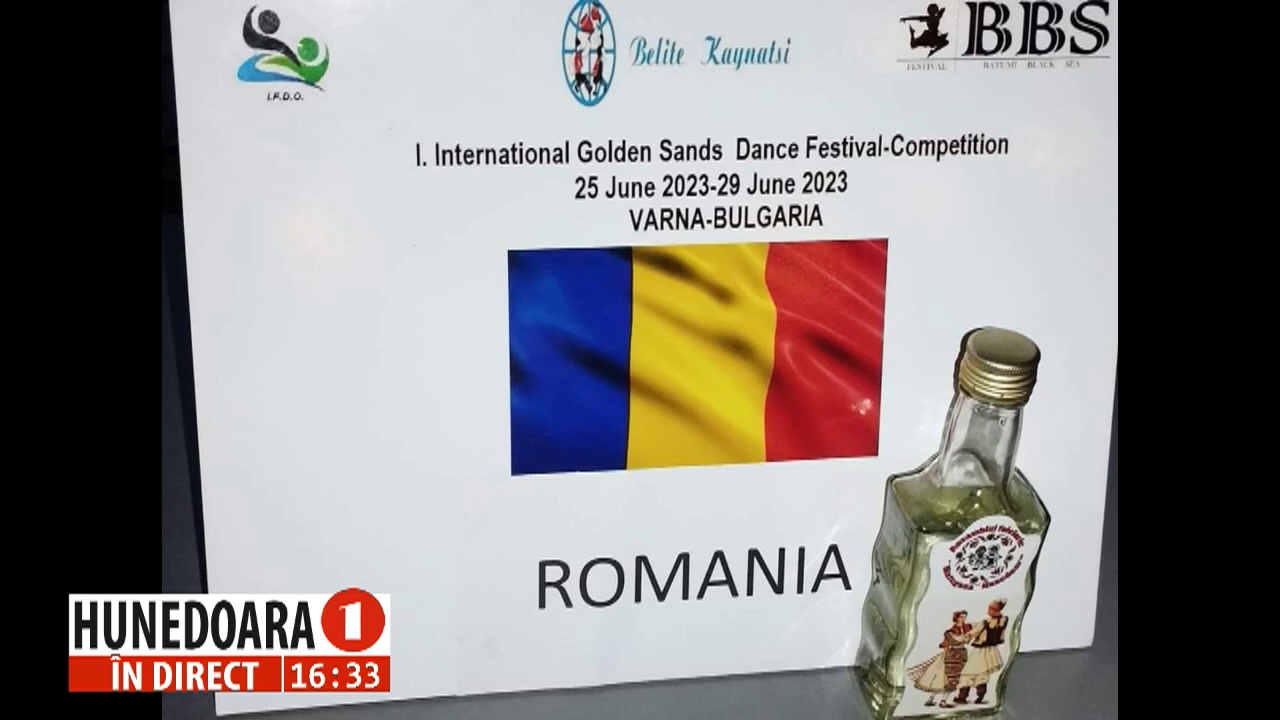 I.F.D.O.
Belite Kaynatsi
BBS
FESTIVAL BATUMI BLACK SEA
I. International Golden Sands Dance Festival-Competition
25 June 2023-29 June 2023
VARNA-BULGARIA
ROMANIA
HUNEDOARA 1
ÎN DIRECT 16:33